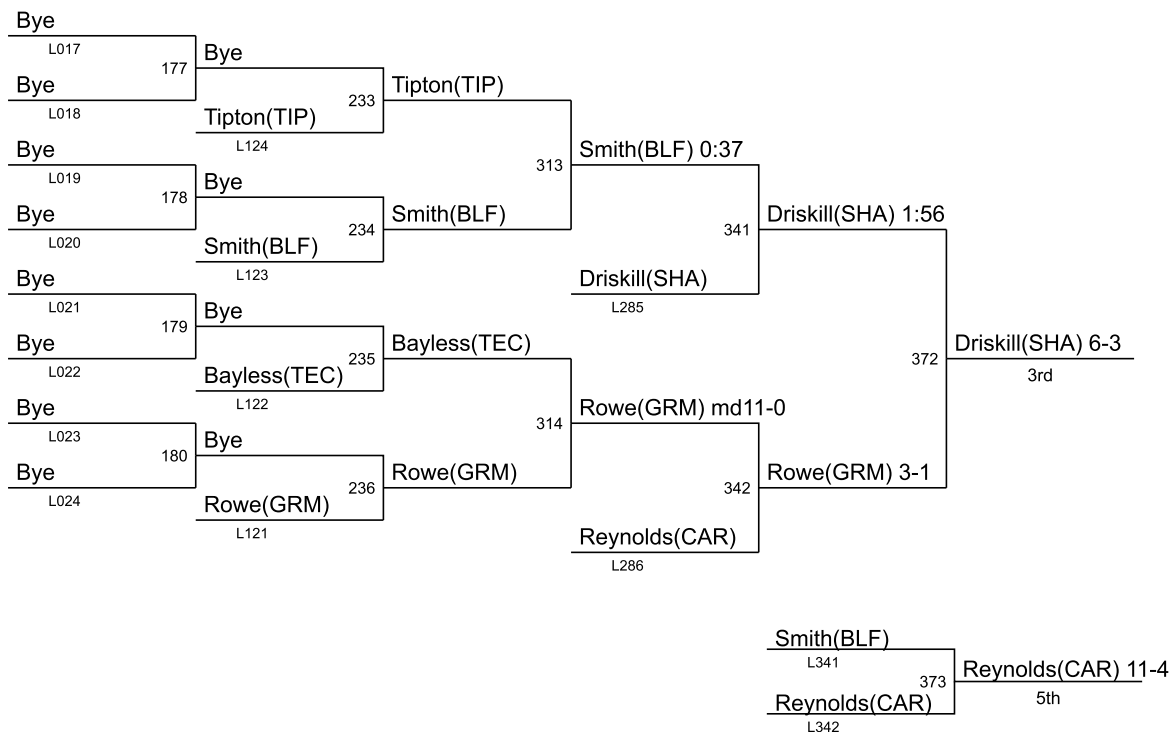 Bye
L017
177
Bye
Bye
L018
Tipton(TIP)
L124
233
Tipton(TIP)
Bye
L019
178
Bye
Bye
L020
Smith(BLF)
L123
234
Smith(BLF)
313
Smith(BLF) 0:37
Driskill(SHA)
L285
341
Driskill(SHA) 1:56
Bye
L021
179
Bye
Bye
L022
Bayless(TEC)
L122
235
Bayless(TEC)
Bye
L023
180
Bye
Bye
L024
Rowe(GRM)
L121
236
Rowe(GRM)
314
Rowe(GRM) md11-0
Reynolds(CAR)
L286
342
Rowe(GRM) 3-1
372
Driskill(SHA) 6-3
3rd
Smith(BLF)
L341
373
Reynolds(CAR) 11-4
5th
Reynolds(CAR)
L342